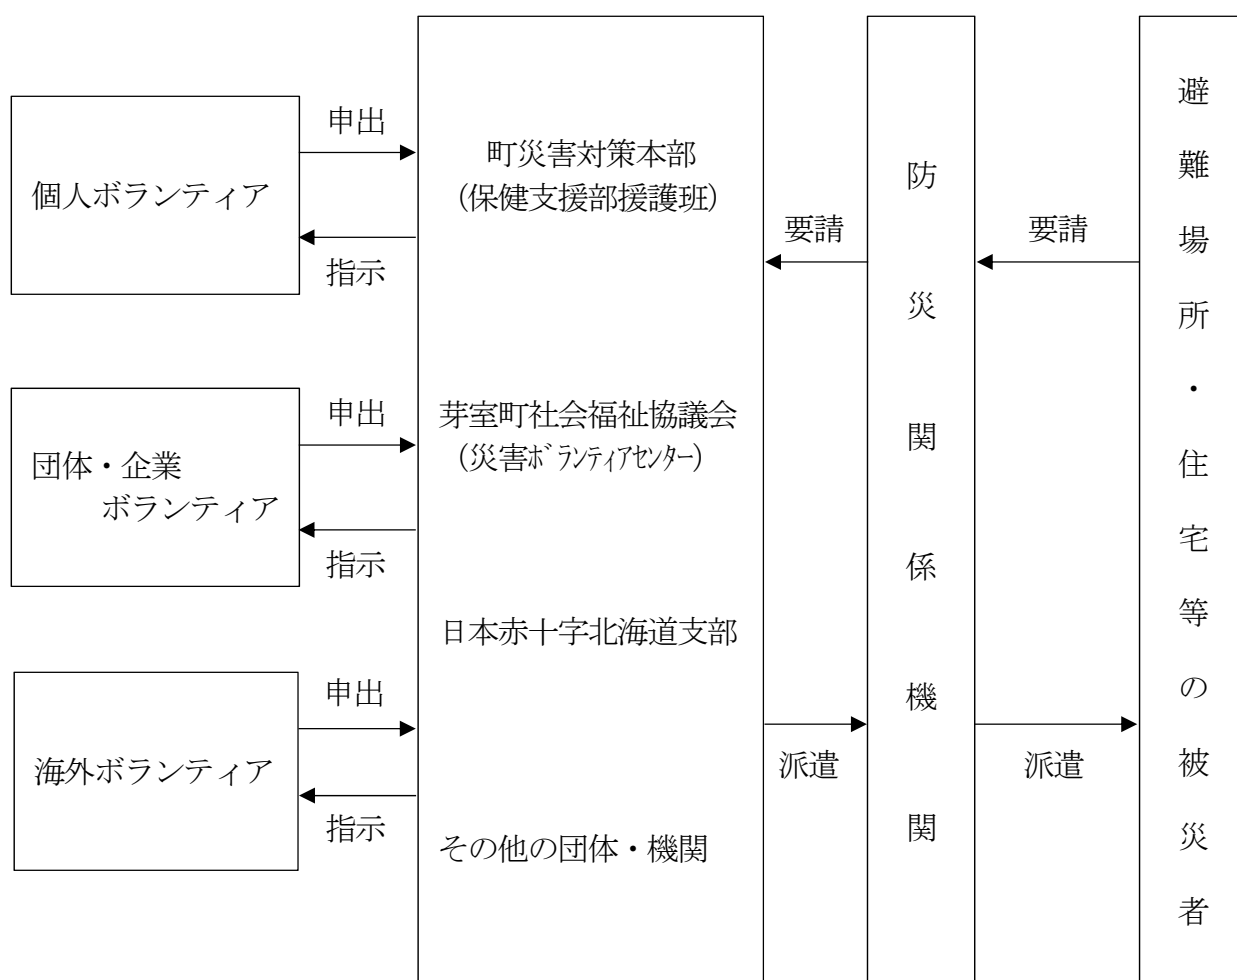 個人ボランティア
申出
指示
団体・企業
ボランティア
申出
指示
海外ボランティア
申出
指示
町災害対策本部
(保健支援部援護班)
芽室町社会福祉協議会
(災害ﾎﾞﾗﾝﾃｨｱｾﾝﾀｰ)
日本赤十字北海道支部
その他の団体・機関
要請
派遣
防災関係機関
要請
派遣
避難場所・住宅等の被災者